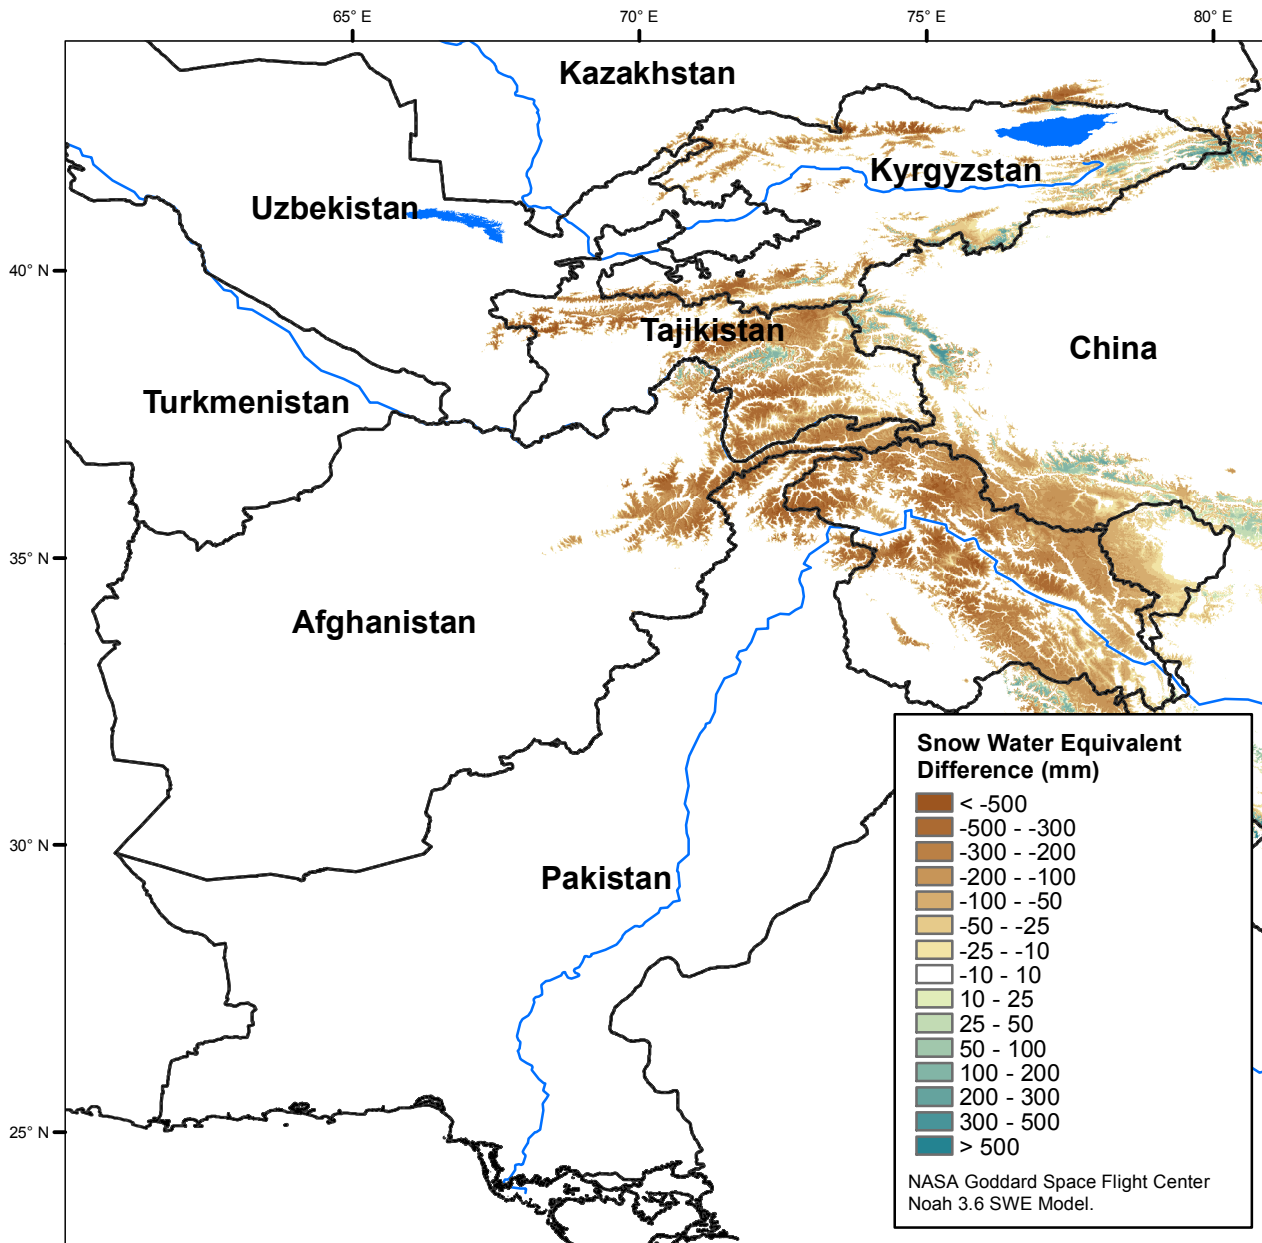 65° E
70° E
75° E
80° E
Kazakhstan
Kyrgyzstan
Uzbekistan
40° N
Tajikistan
China
Turkmenistan
35° N
Afghanistan
30° N
Pakistan
25° N
Snow Water Equivalent
Difference (mm)
< -500
-500 - -300
-300 - -200
-200 - -100
-100 - -50
-50 - -25
-25 - -10
-10 - 10
10 - 25
25 - 50
50 - 100
100 - 200
200 - 300
300 - 500
> 500
NASA Goddard Space Flight Center
Noah 3.6 SWE Model.